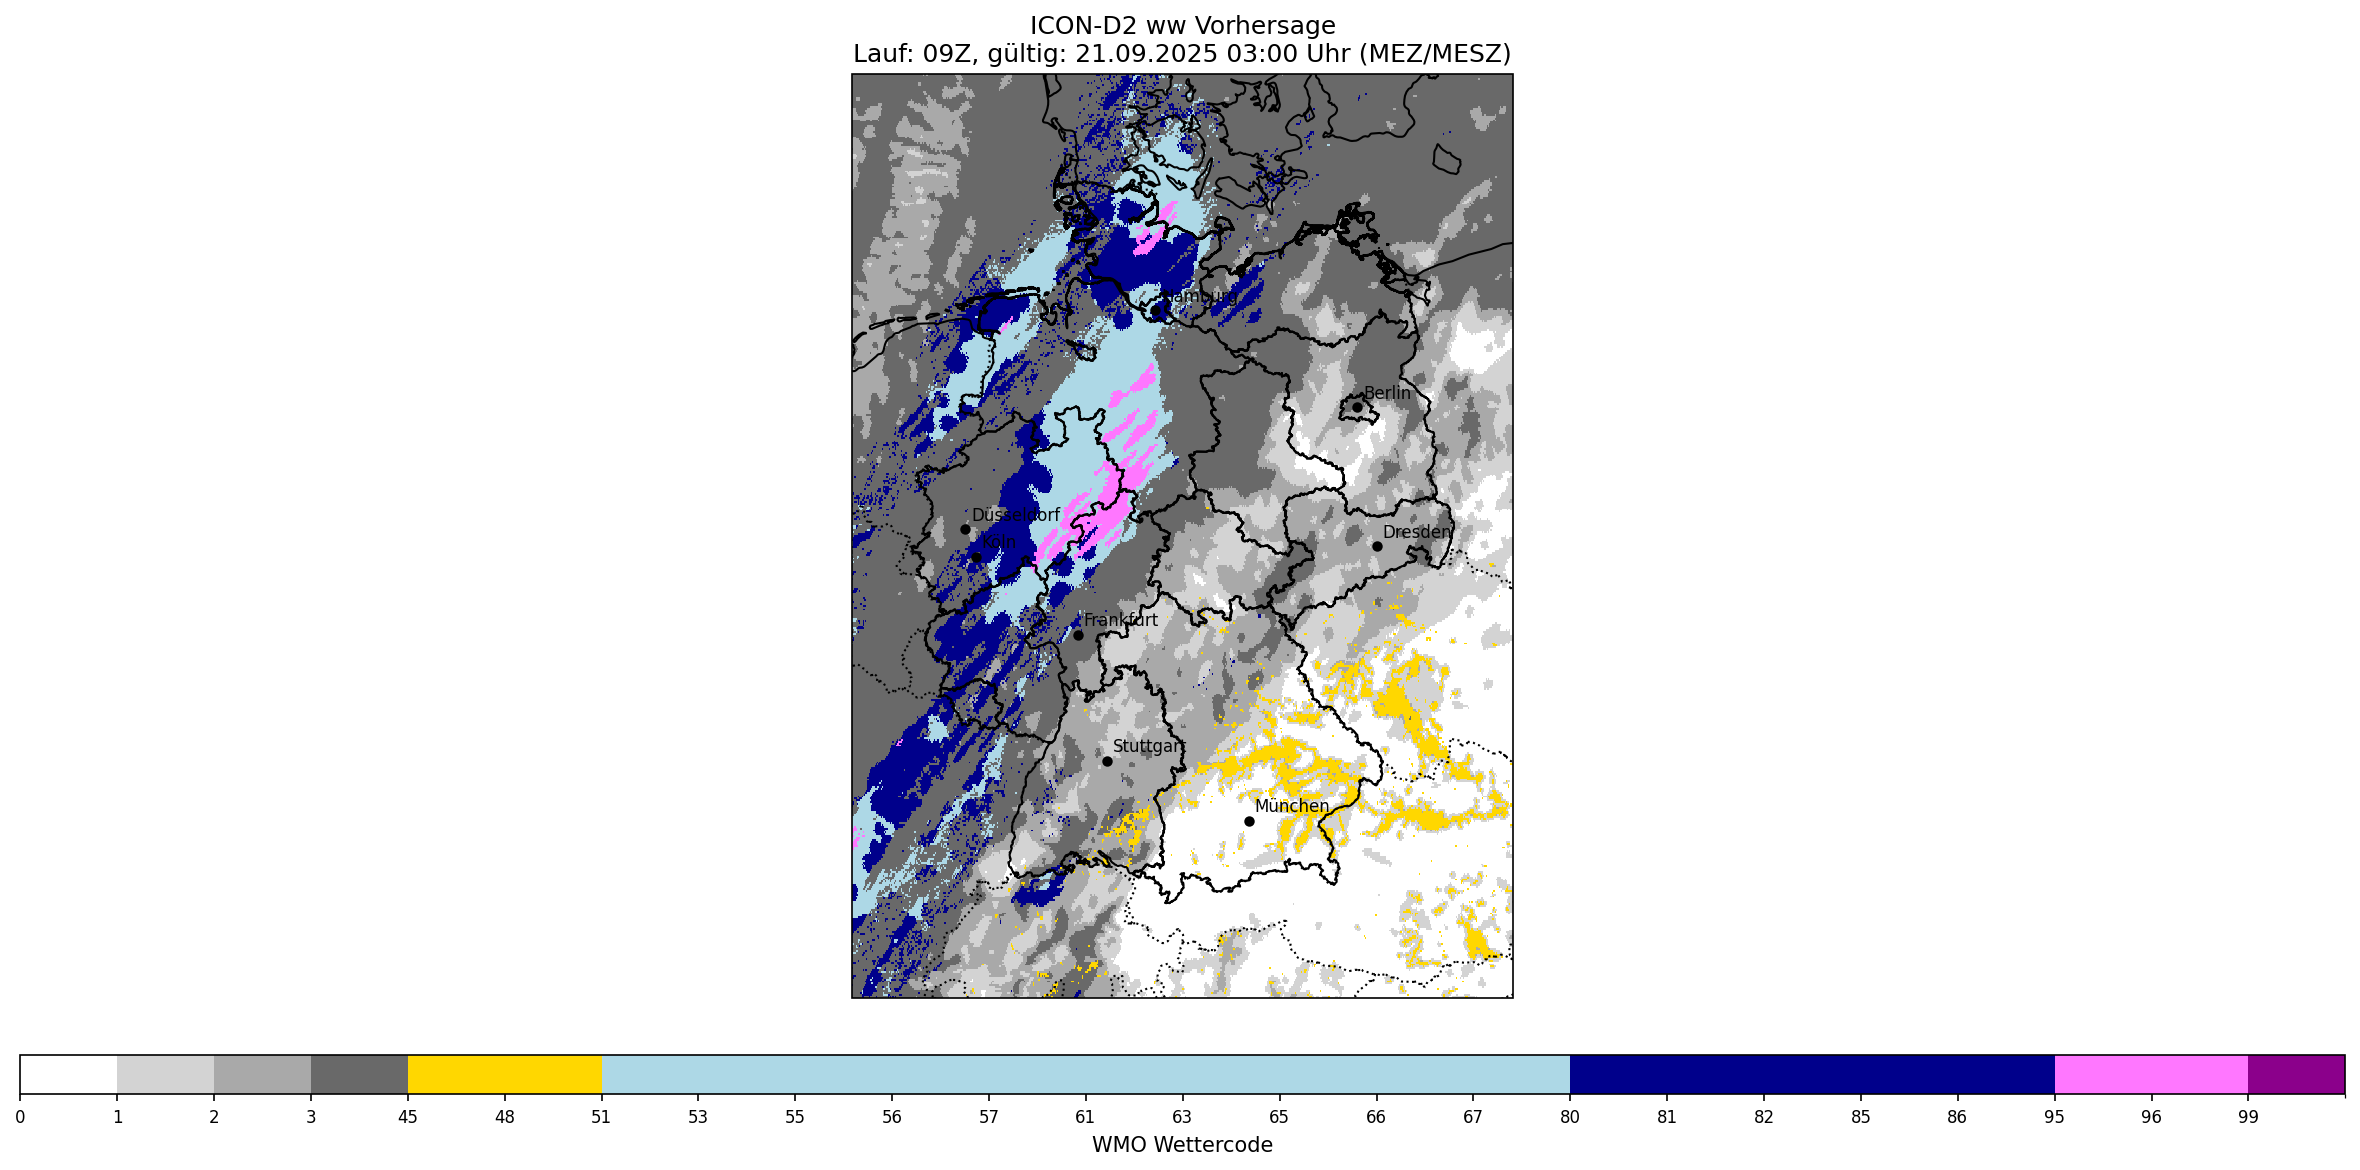 ICON-D2 ww Vorhersage
Lauf: 09Z, gültig: 21.09.2025 03:00 Uhr (MEZ/MESZ)
Hamburg
Berlin
Düsseldorf
Köln
Dresden
Frankfurt
Stuttgart
München
0 1 2 3 45 48 51 53 55 56 57 61 63 65 66 67 80 81 82 85 86 95 96 99
WMO Wettercode